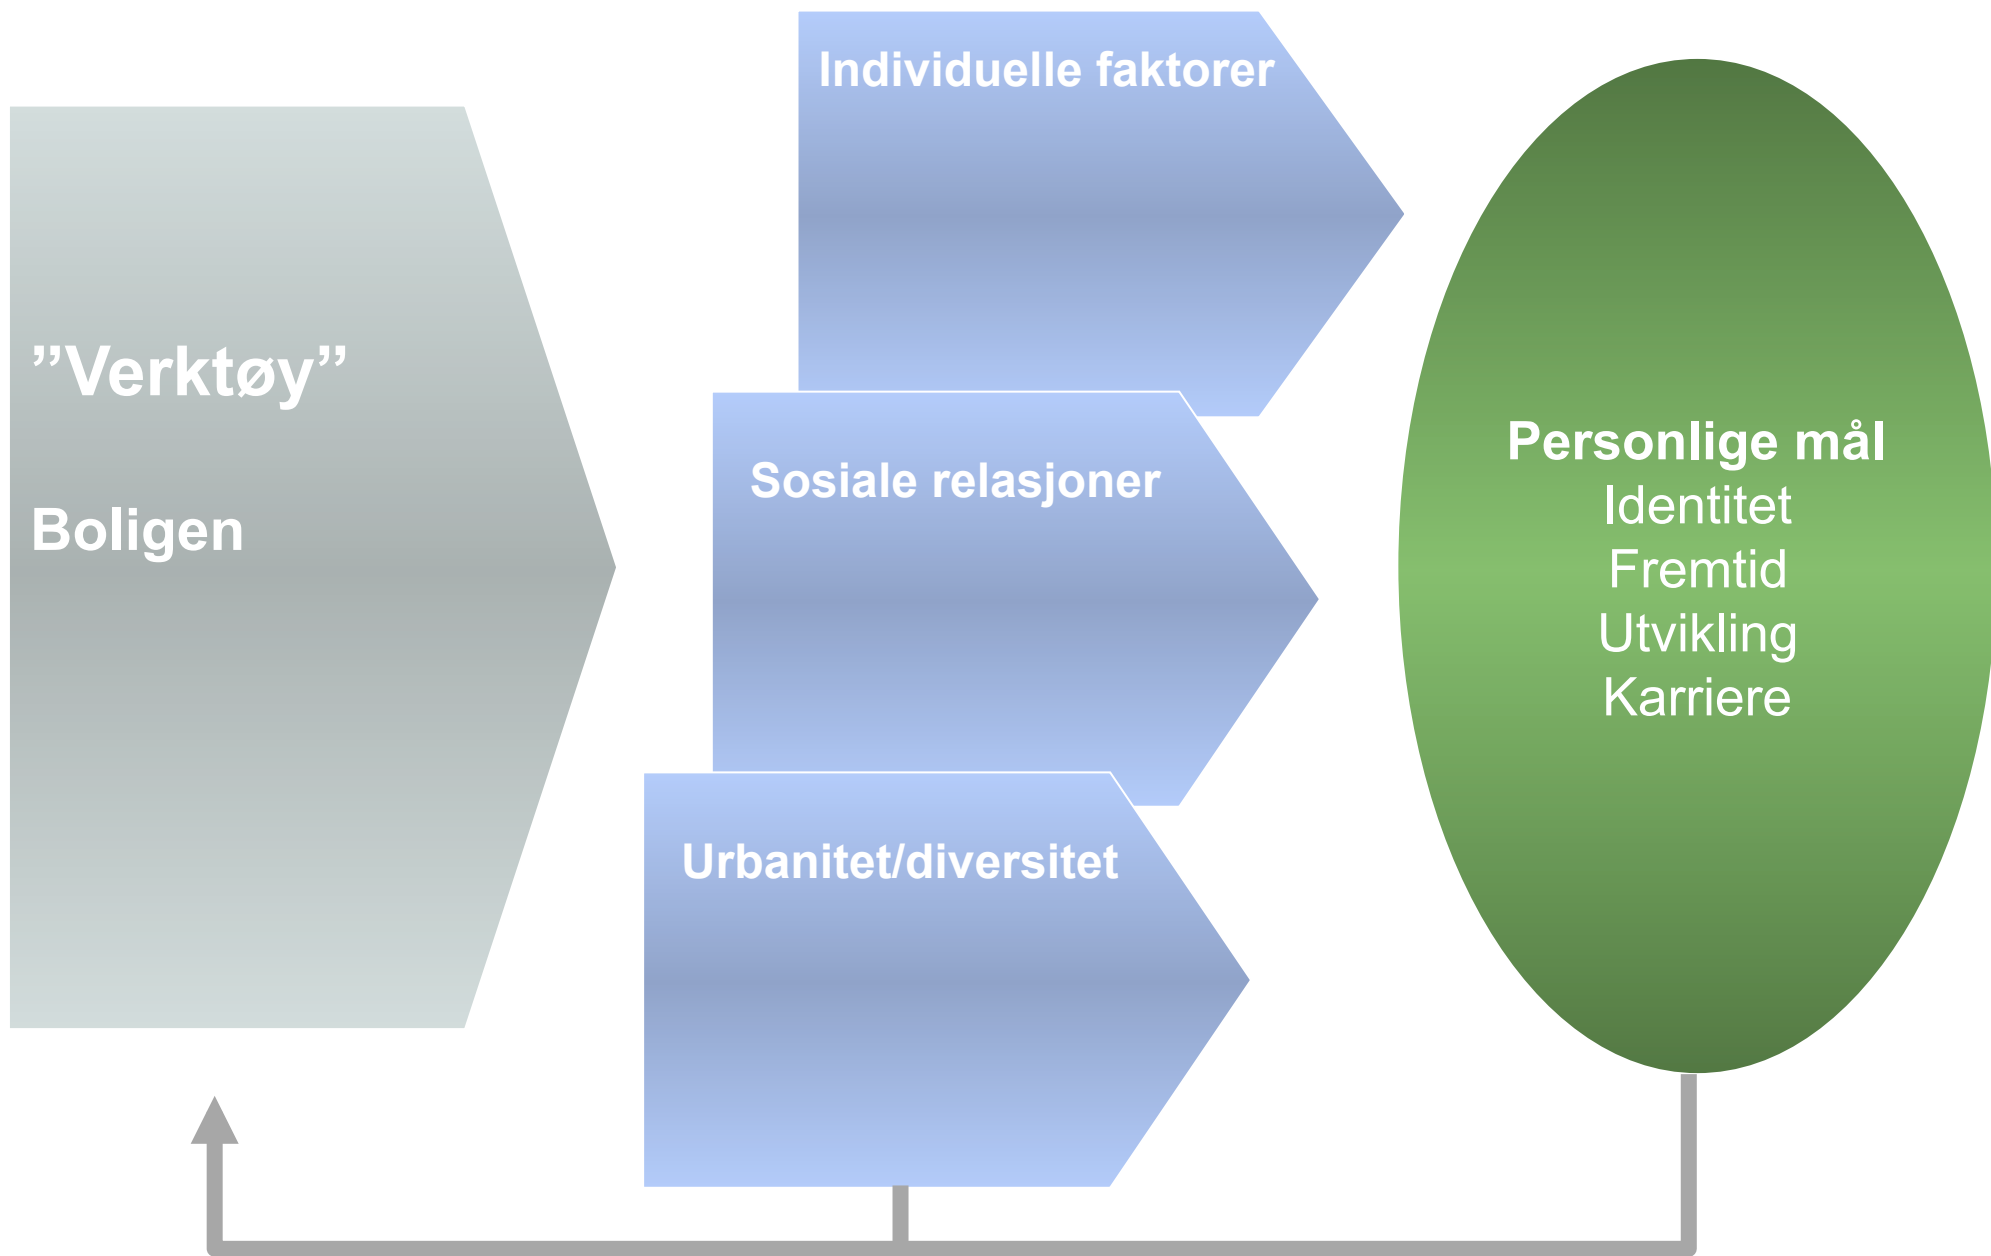 ”Verktøy”
Boligen
Individuelle faktorer
Sosiale relasjoner
Urbanitet/diversitet
Personlige mål
Identitet
Fremtid
Utvikling
Karriere